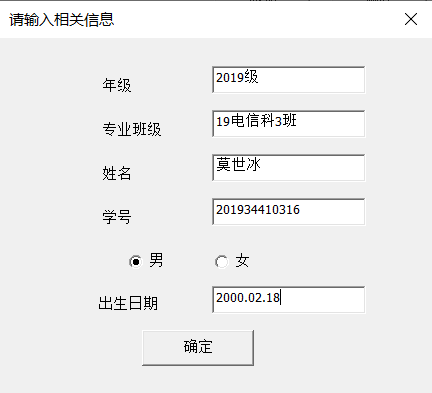 请输入相关信息
年级 2019级
专业班级 19电信科3班
姓名 莫世冰
学号 201934410316
男 女
出生日期 2000.02.18
确定